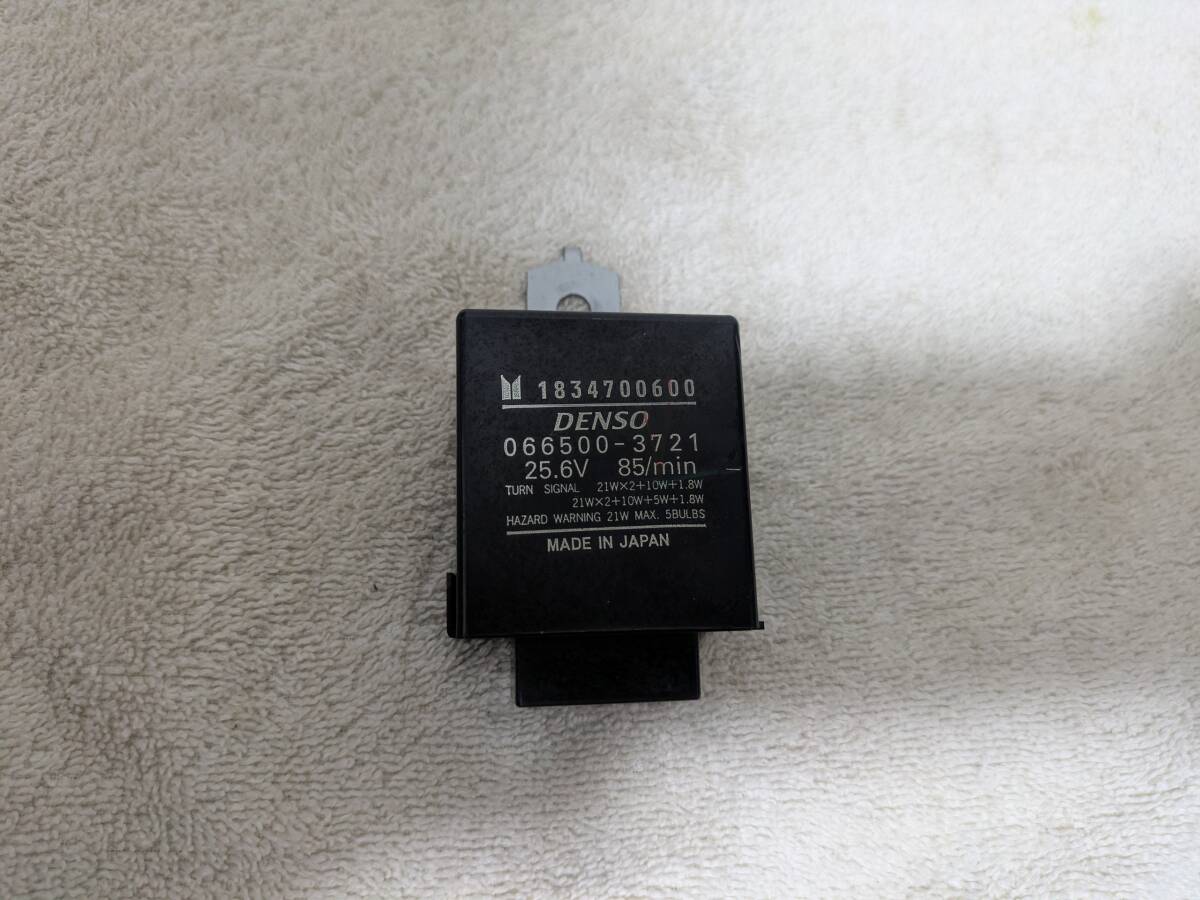 1834700600
DENSO
066500-3721
25.6V 85/min
TURN SIGNAL 21W×2+10W+1.8W
21W×2+10W+5W+1.8W
HAZARD WARNING 21W MAX. 5BULBS
MADE IN JAPAN